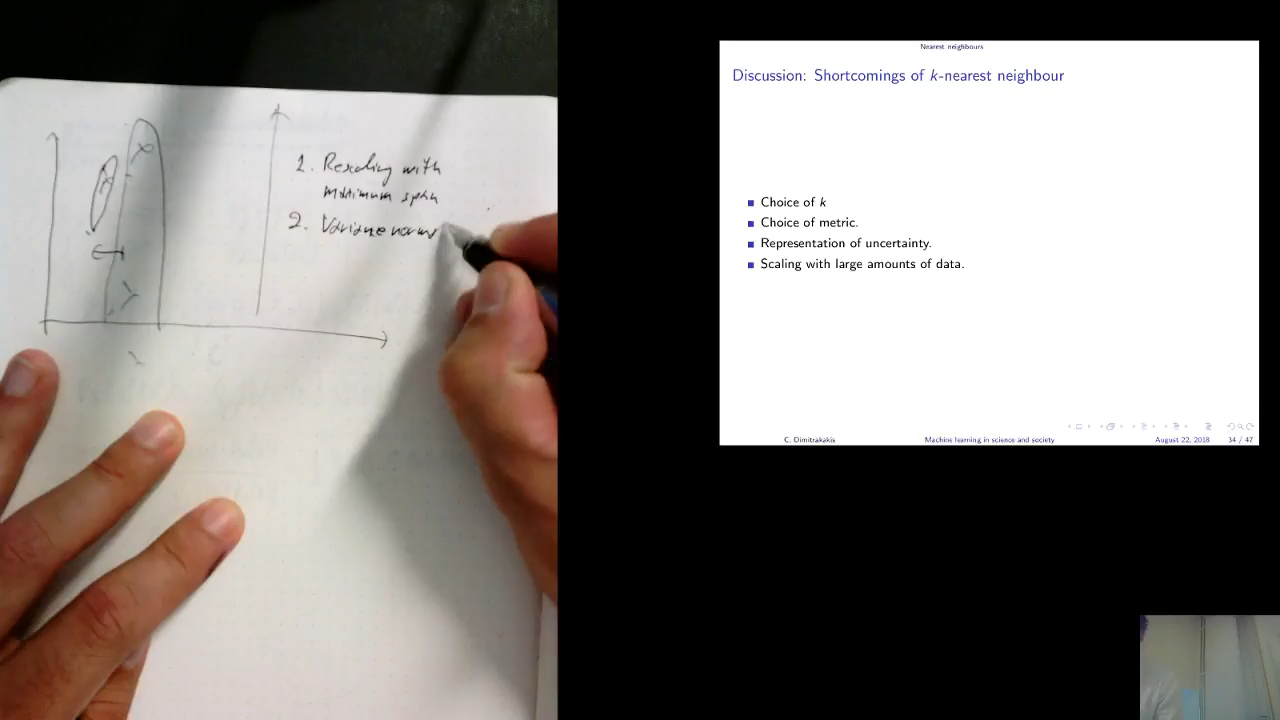 1. Rescaling with
maximum span
2. Variance norm
Nearest neighbours
Discussion: Shortcomings of k-nearest neighbour
Choice of k
Choice of metric.
Representation of uncertainty.
Scaling with large amounts of data.
C. Dimitrakakis
Machine learning in science and society
August 22, 2018
34 / 47